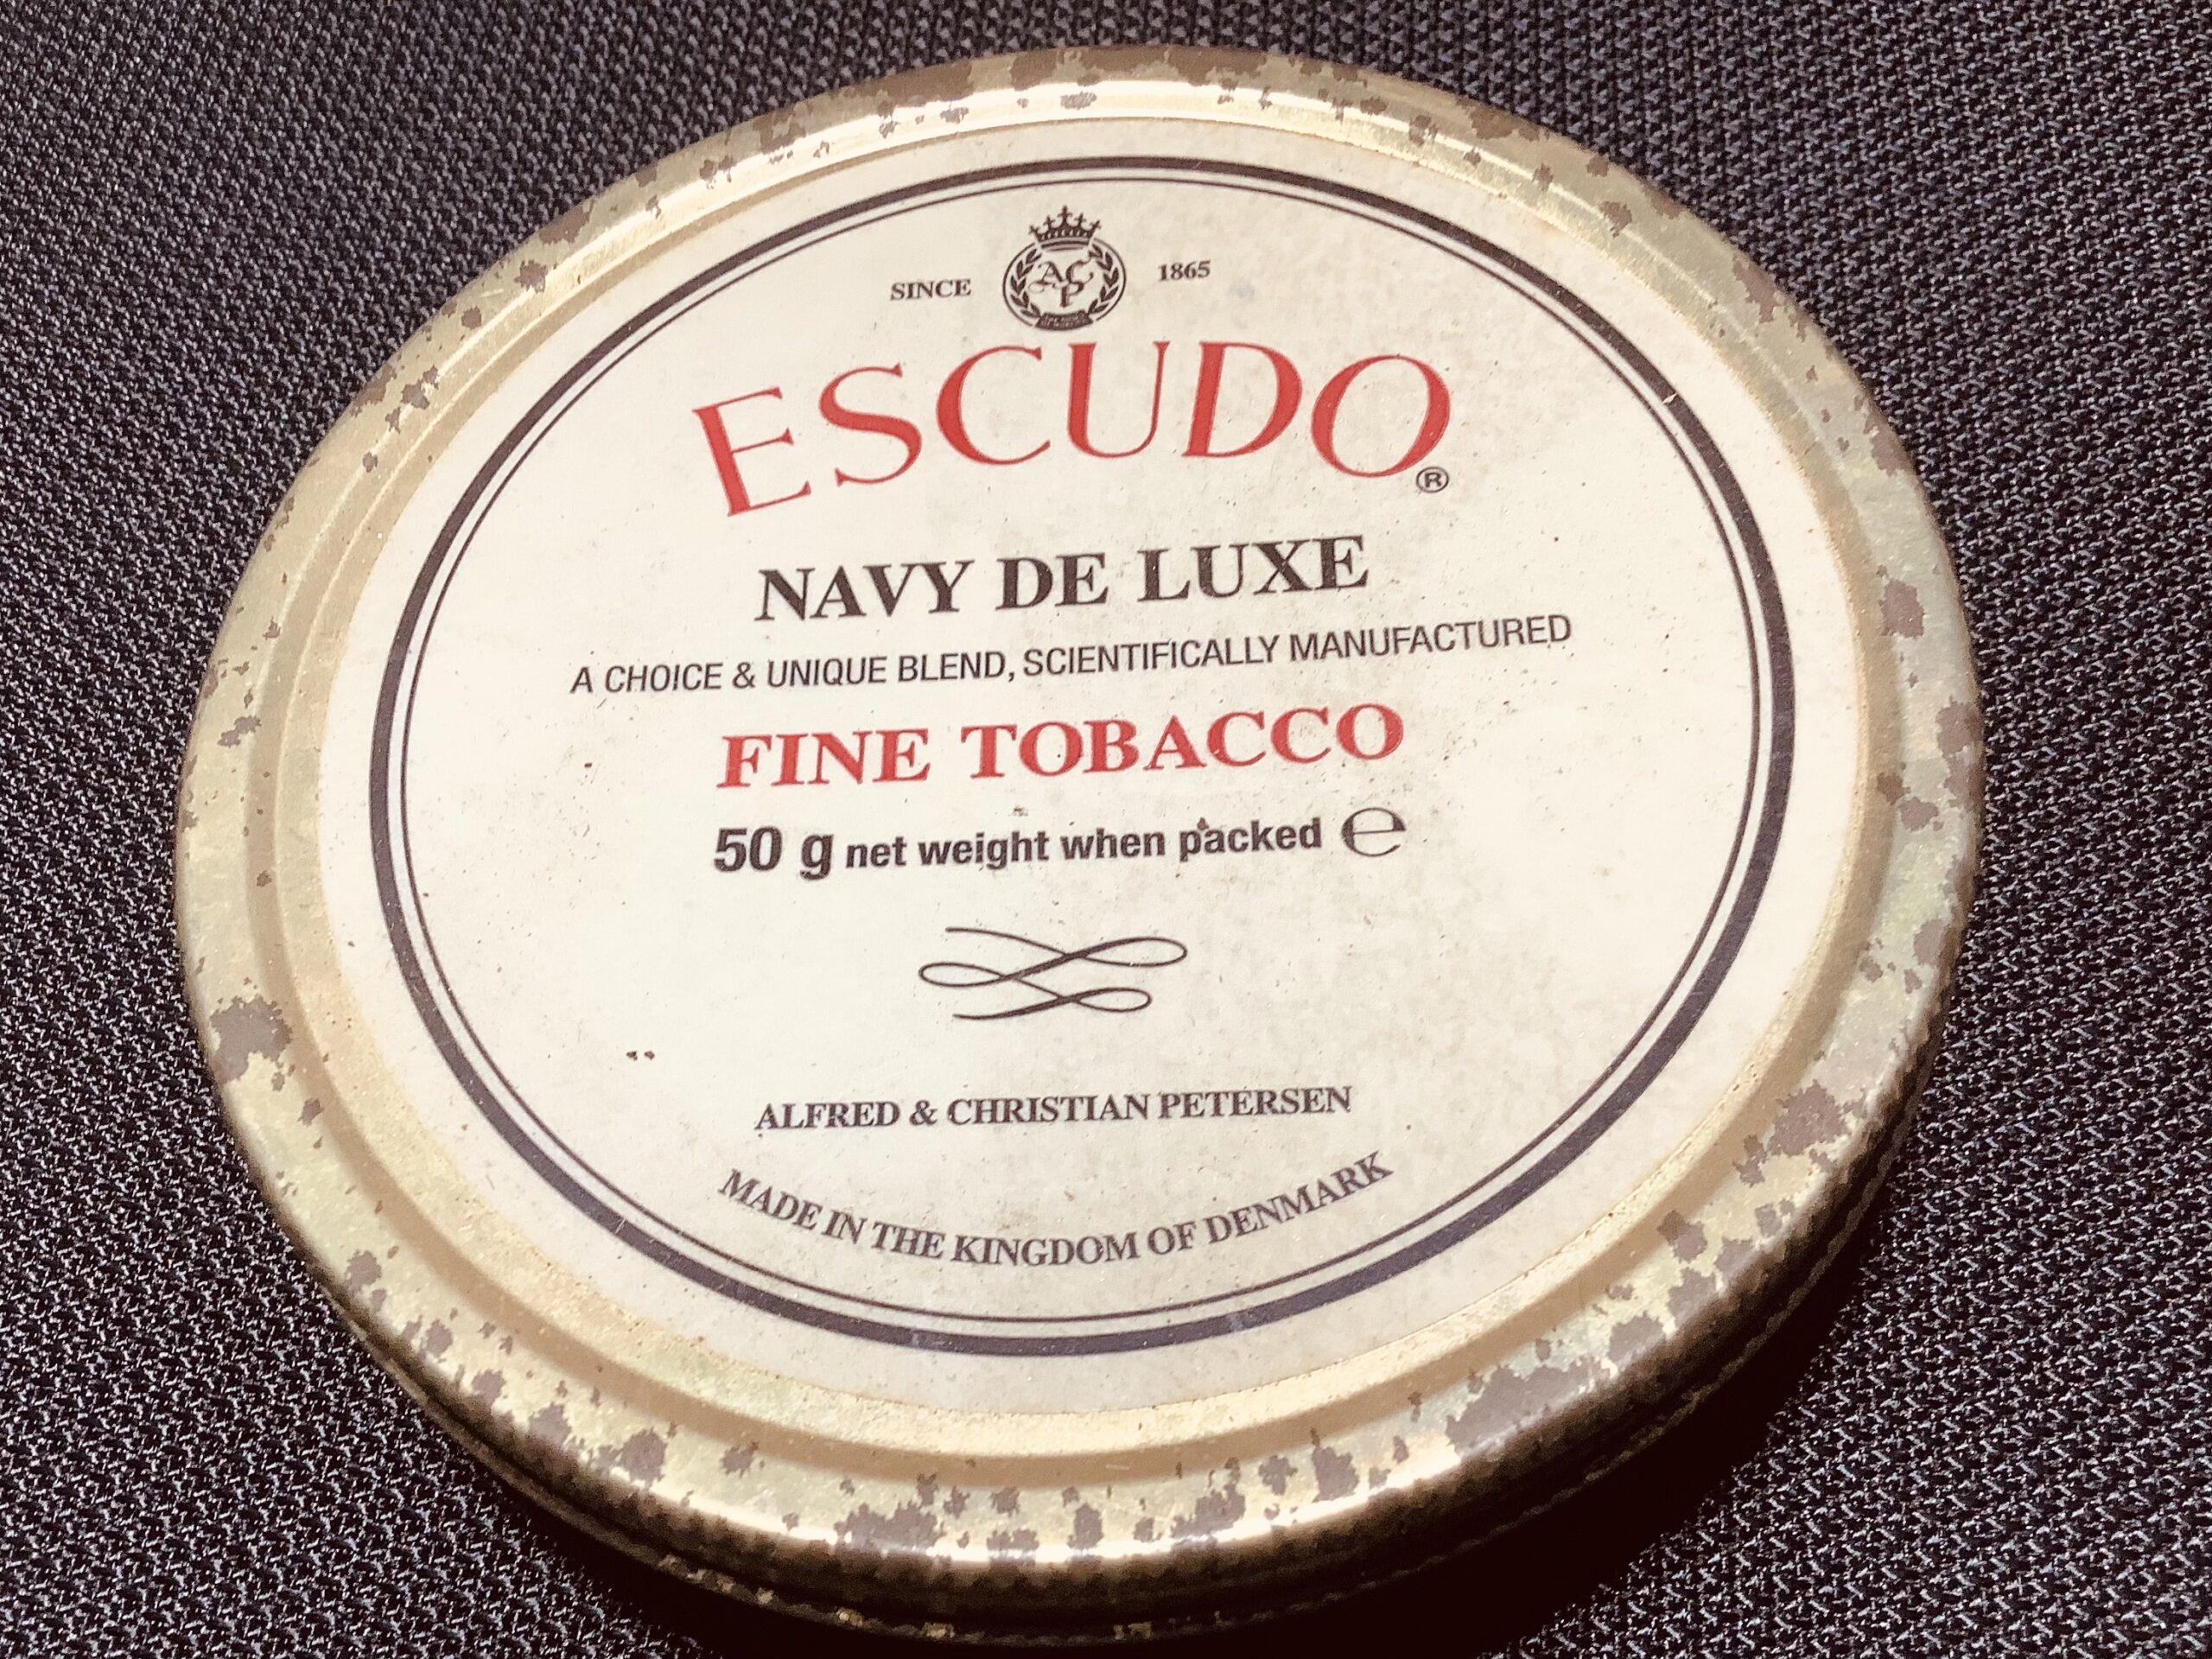 SINCE ACP 1865
ESCUDO®
NAVY DE LUXE
A CHOICE & UNIQUE BLEND, SCIENTIFICALLY MANUFACTURED
FINE TOBACCO
50 g net weight when packed ℮
ALFRED & CHRISTIAN PETERSEN
MADE IN THE KINGDOM OF DENMARK